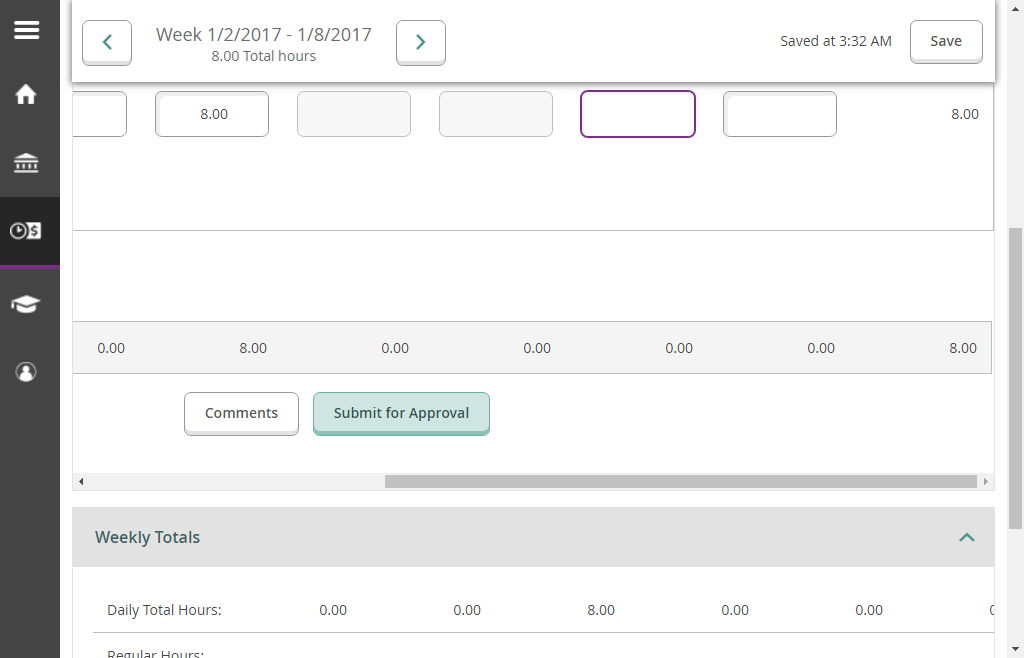 Week 1/2/2017 - 1/8/2017
8.00 Total hours
Saved at 3:32 AM
Save
8.00 8.00
0.00 8.00 0.00 0.00 0.00 0.00 8.00
Comments Submit for Approval
Weekly Totals
Daily Total Hours: 0.00 0.00 8.00 0.00 0.00
Regular Hours: